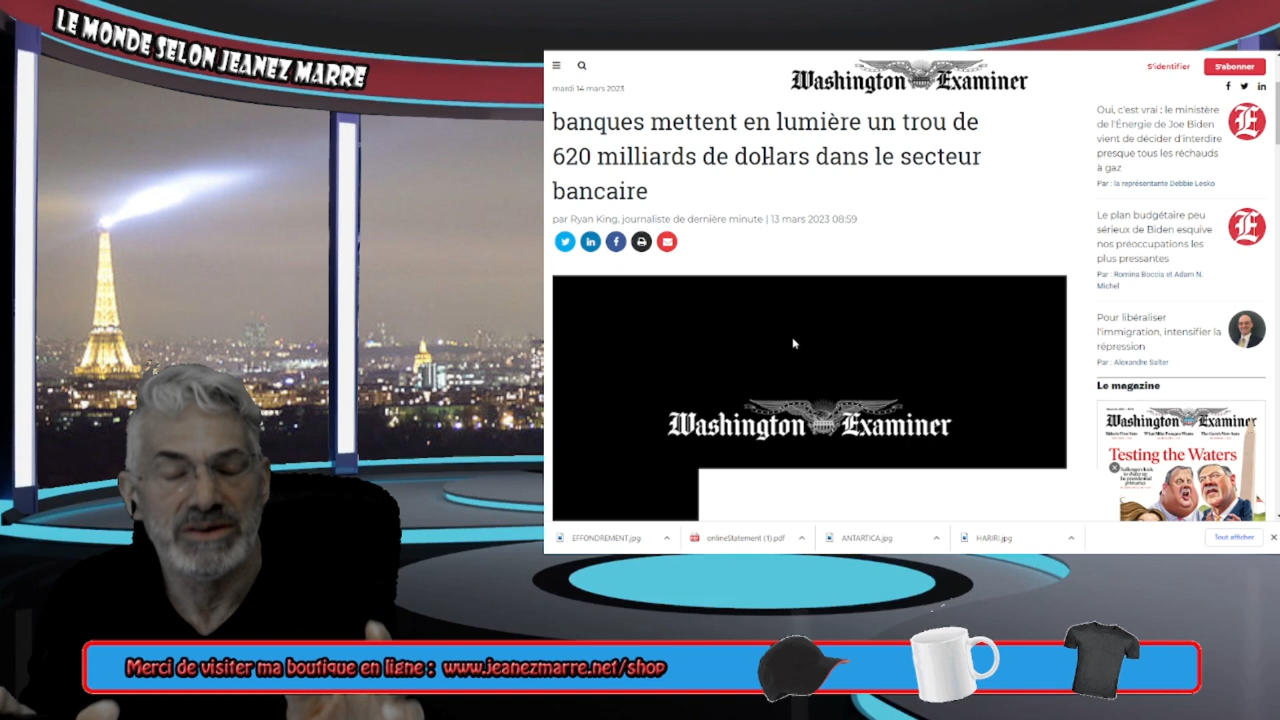 LE MONDE SELON JEANEZ MARRE
mardi 14 mars 2023
Washington Examiner
S'identifier
S'abonner
banques mettent en lumière un trou de
620 milliards de dollars dans le secteur
bancaire
par Ryan King, journaliste de dernière minute | 13 mars 2023 08:59
Washington Examiner
Oui, c'est vrai : le ministère
de l'Énergie de Joe Biden
vient de décider d'interdire
presque tous les réchauds
à gaz
Par : la représentante Debbie Lesko
Le plan budgétaire peu
sérieux de Biden esquive
nos préoccupations les
plus pressantes
Par : Romina Boccia et Adam N.
Michel
Pour libéraliser
l'immigration, intensifier la
répression
Par : Alexandre Salter
Le magazine
Washington Examiner
Testing the Waters
EFFONDREMENT.jpg
onlineStatement (1).pdf
ANTARTICA.jpg
HARIRI.jpg
Tout afficher
Merci de visiter ma boutique en ligne : www.jeanezmarre.net/shop